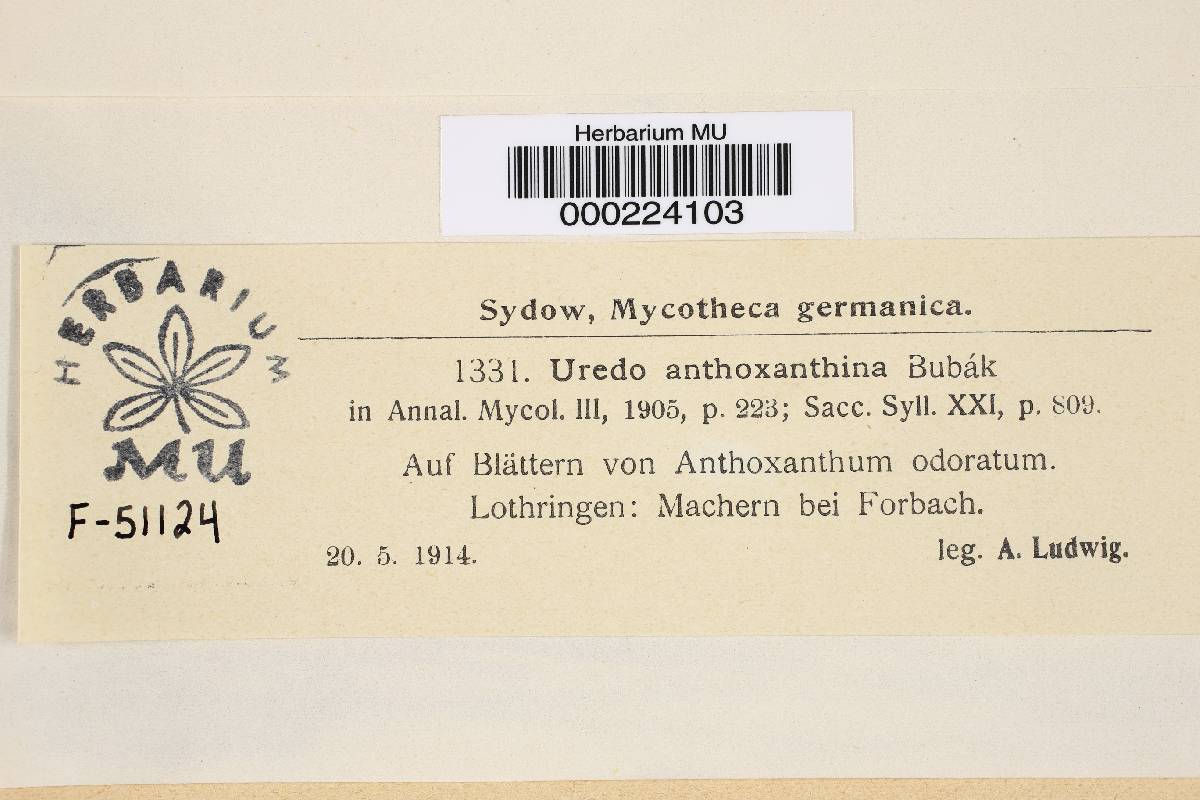 Herbarium MU
000224103
HERBARIUM
MU
F-51124
Sydow, Mycotheca germanica.
1331. Uredo anthoxanthina Bubák
in Annal. Mycol. III, 1905, p. 223; Sacc. Syll. XXI, p. 809.
Auf Blättern von Anthoxanthum odoratum.
Lothringen: Machern bei Forbach.
20. 5. 1914. leg. A. Ludwig.